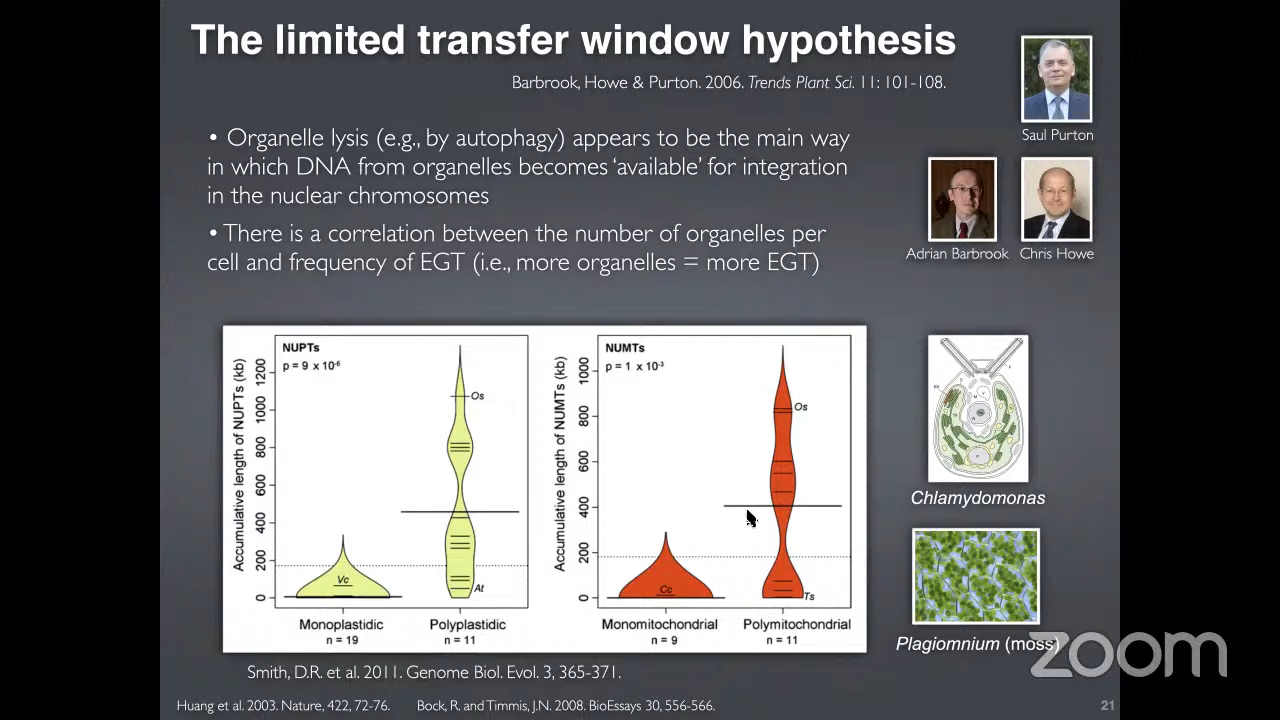 The limited transfer window hypothesis
Barbrook, Howe & Purton. 2006. Trends Plant Sci. 11: 101-108.
Saul Purton
• Organelle lysis (e.g., by autophagy) appears to be the main way
in which DNA from organelles becomes ‘available’ for integration
in the nuclear chromosomes
• There is a correlation between the number of organelles per
cell and frequency of EGT (i.e., more organelles = more EGT)
Adrian Barbrook
Chris Howe
Accumulative length of NUPTs (kb)
1200
1000
800
600
400
200
0
NUPTs
p = 9 x 10⁻⁶
Os
Vc
At
Monoplastidic
n = 19
Polyplastidic
n = 11
Accumulative length of NUMTs (kb)
1000
800
600
400
200
0
NUMTs
p = 1 x 10⁻³
Os
Cc
Ts
Monomitochondrial
n = 9
Polymitochondrial
n = 11
Chlamydomonas
Plagiomnium (moss)
zoom
Smith, D.R. et al. 2011. Genome Biol. Evol. 3, 365-371.
Huang et al. 2003. Nature, 422, 72-76.
Bock, R. and Timmis, J.N. 2008. BioEssays 30, 556-566.
21